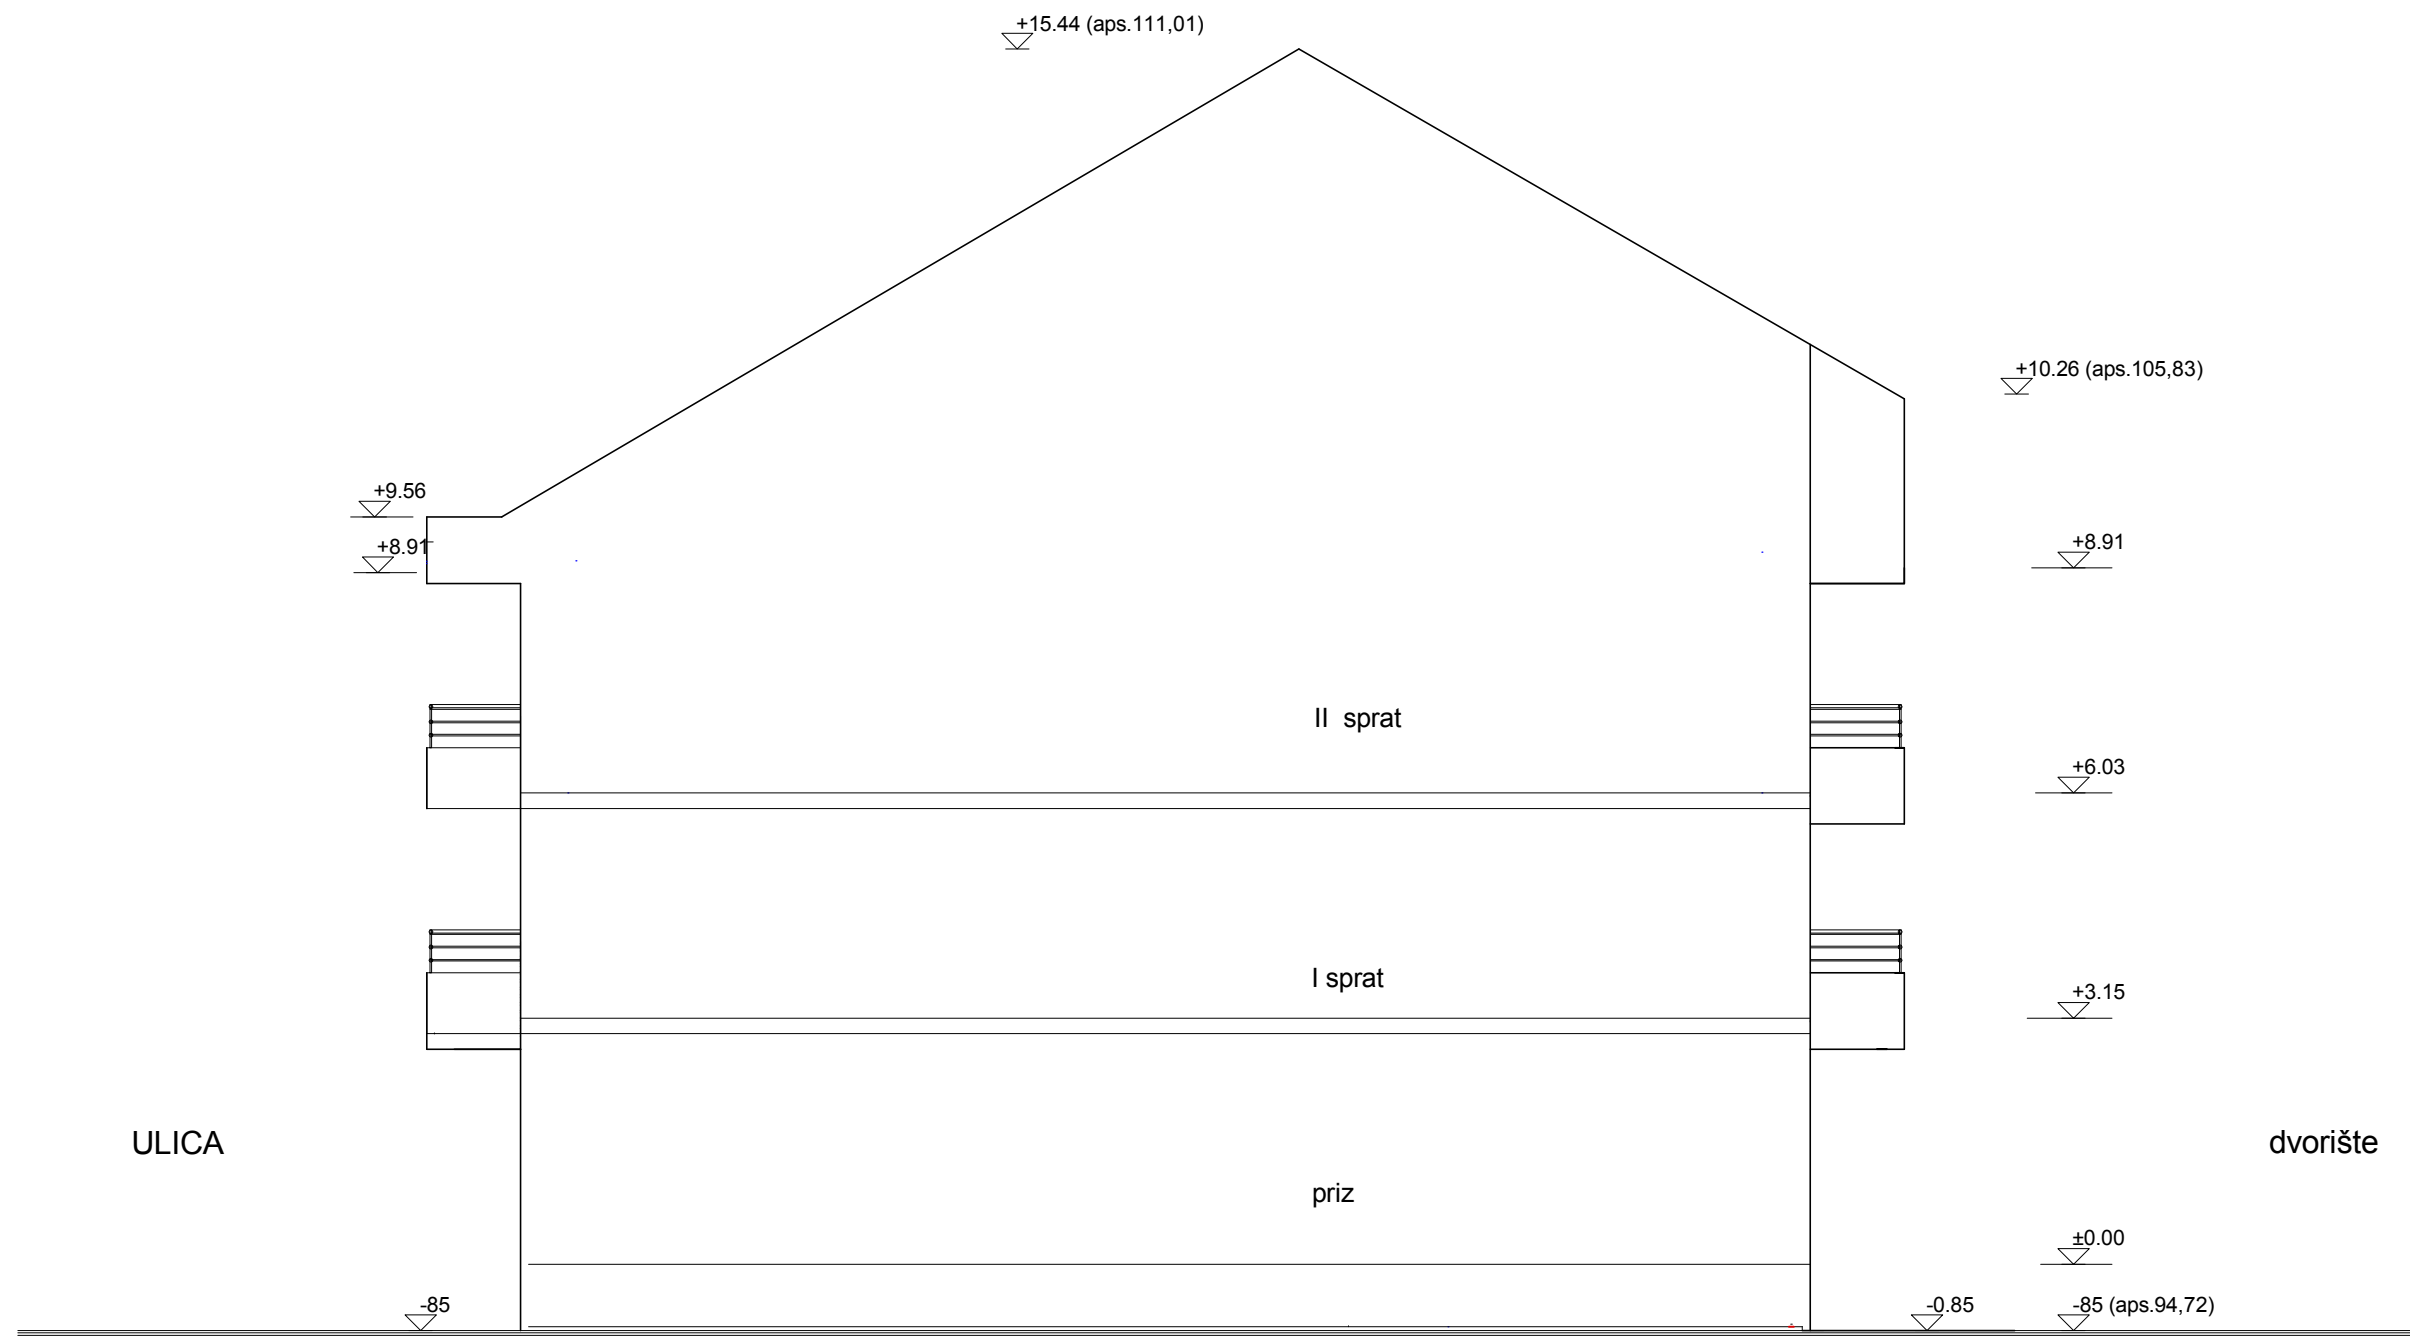 +15.44 (aps.111,01)
+10.26 (aps.105,83)
+9.56
+8.91
+8.91
II sprat
+6.03
I sprat
+3.15
ULICA
dvorište
priz
±0.00
-85
-0.85
-85 (aps.94,72)